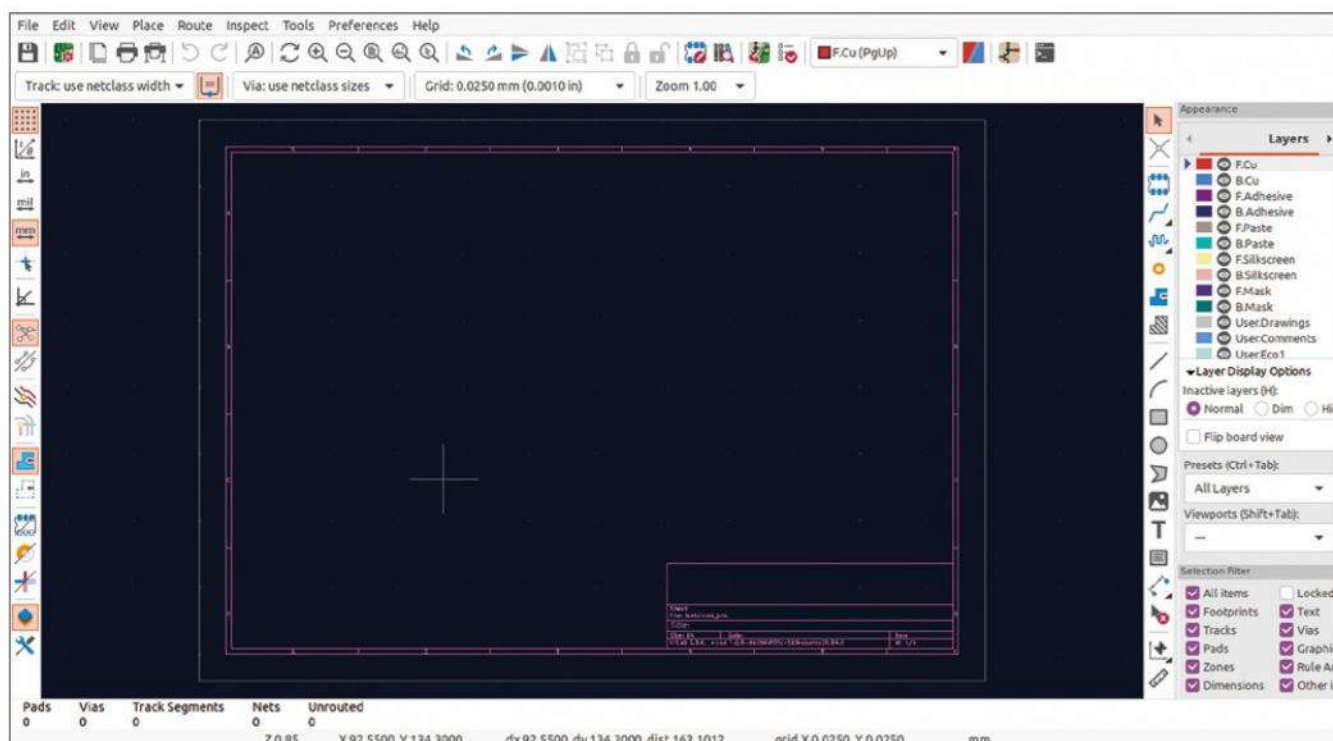 File Edit View Place Route Inspect Tools Preferences Help
F.Cu (PgUp)
Track: use netclass width Via: use netclass sizes Grid: 0.0250 mm (0.0010 in) Zoom 1.00
Appearance
Layers
F.Cu
B.Cu
F.Adhesive
B.Adhesive
F.Paste
B.Paste
F.Silkscreen
B.Silkscreen
F.Mask
B.Mask
User.Drawings
User.Comments
User.Eco1
Layer Display Options
Inactive layers (H):
Normal Dim Hi
Flip board view
Presets (Ctrl+Tab):
All Layers
Viewports (Shift+Tab):
---
Selection Filter
All items Locked
Footprints Text
Tracks Vias
Pads Graphi
Zones Rule Ar
Dimensions Other i
in
mil
mm
T
Title:
Pads Vias Track Segments Nets Unrouted
0 0 0 0 0
Z 0.85 X 92.5500 Y 134.3000 dx 92.5500 dy 134.3000 dist 163.1012 grid X 0.0250 Y 0.0250 mm